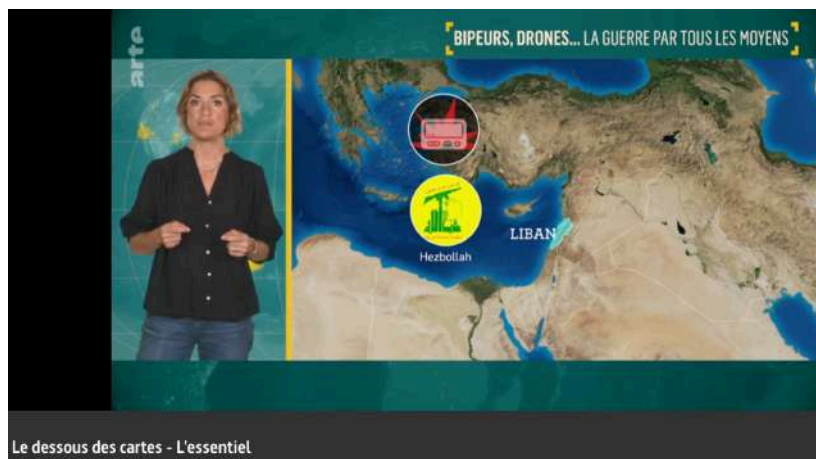 arte
BIPEURS, DRONES... LA GUERRE PAR TOUS LES MOYENS
LIBAN
Hezbollah
Le dessous des cartes - L'essentiel